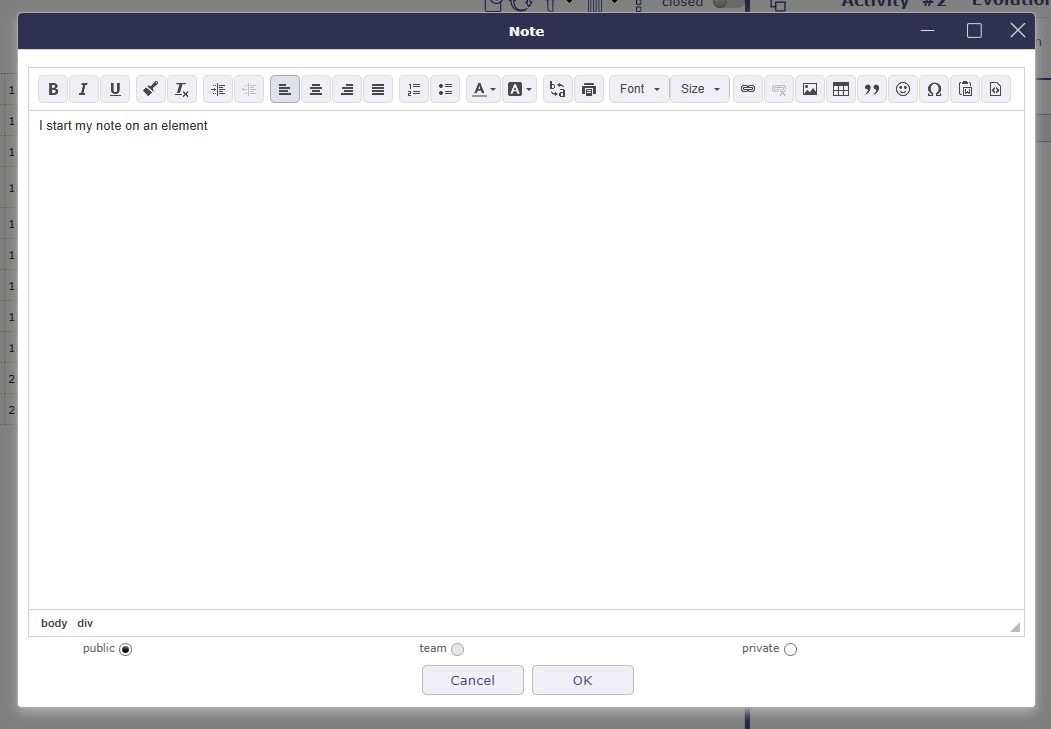 closed
Activity #2 Evolution
Note
B I U
Font Size
1
1
1
1
1
1
1
1
1
2
2
I start my note on an element
body div
public team private
Cancel OK